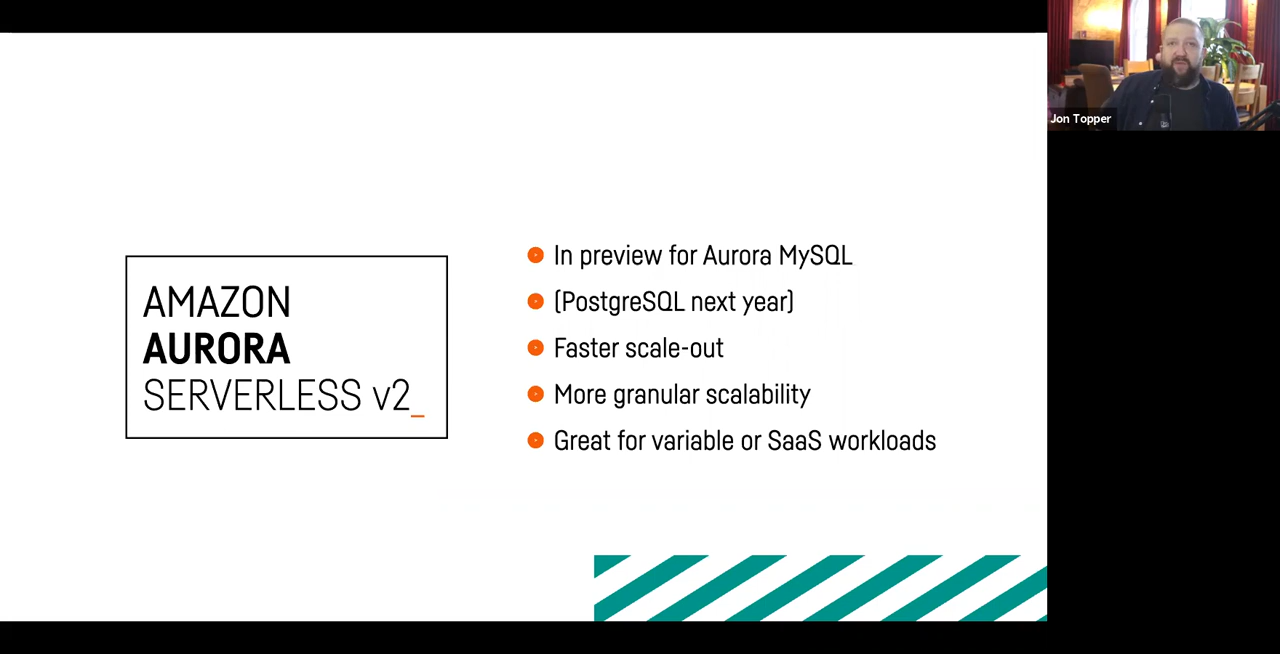 AMAZON
AURORA
SERVERLESS v2_
In preview for Aurora MySQL
(PostgreSQL next year)
Faster scale-out
More granular scalability
Great for variable or SaaS workloads
Jon Topper